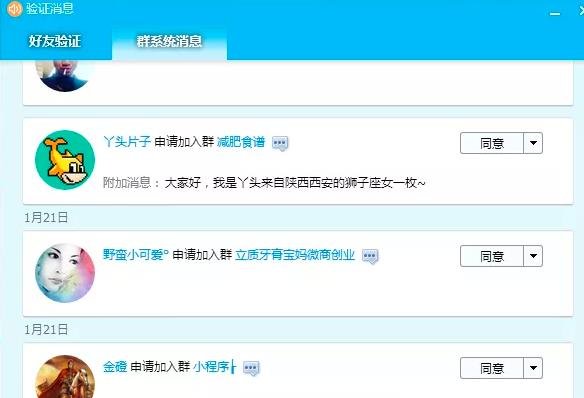 验证消息
好友验证 群系统消息
丫头片子 申请加入群 减肥食谱 同意
附加消息：大家好，我是丫头来自陕西西安的狮子座女一枚~
1月21日
野蛮小可爱° 申请加入群 立质牙膏宝妈微商创业 同意
1月21日
金磴 申请加入群 小程序 同意